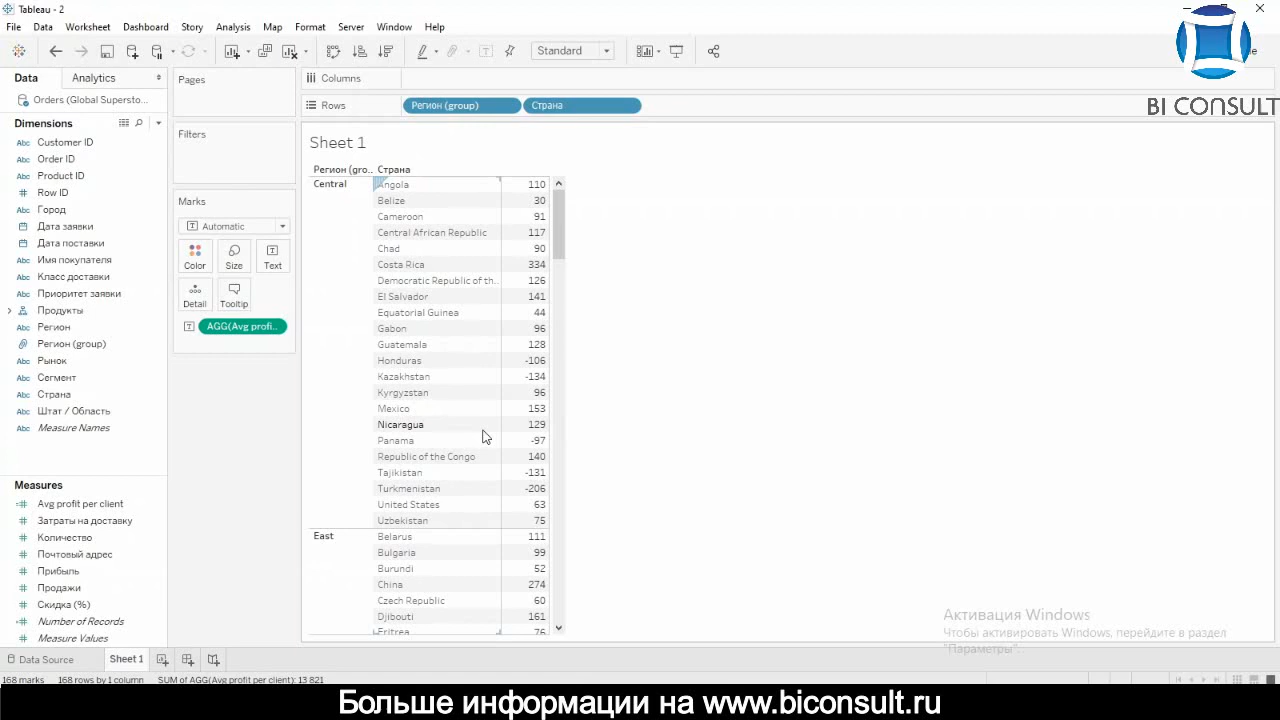 Tableau - 2
File Data Worksheet Dashboard Story Analysis Map Format Server Window Help
Standard
BI CONSULT
Data Analytics
Orders (Global Supersto...
Dimensions
Customer ID
Order ID
Product ID
Row ID
Город
Дата заявки
Дата поставки
Имя покупателя
Класс доставки
Приоритет заявки
Продукты
Регион
Регион (group)
Рынок
Сегмент
Страна
Штат / Область
Measure Names
Measures
Avg profit per client
Затраты на доставку
Количество
Почтовый адрес
Прибыль
Продажи
Скидка (%)
Number of Records
Measure Values
Pages
Filters
Marks
Automatic
Color Size Text
Detail Tooltip
AGG(Avg profi..
Columns
Rows Регион (group) Страна
Sheet 1
Регион (gro.. Страна
Central Angola 110
Belize 30
Cameroon 91
Central African Republic 117
Chad 90
Costa Rica 334
Democratic Republic of th.. 126
El Salvador 141
Equatorial Guinea 44
Gabon 96
Guatemala 128
Honduras -106
Kazakhstan -134
Kyrgyzstan 96
Mexico 153
Nicaragua 129
Panama -97
Republic of the Congo 140
Tajikistan -131
Turkmenistan -206
United States 63
Uzbekistan 75
East Belarus 111
Bulgaria 99
Burundi 52
China 274
Czech Republic 60
Djibouti 161
Eritrea 76
Активация Windows
Чтобы активировать Windows, перейдите в раздел
"Параметры".
Data Source Sheet 1
168 marks 168 rows by 1 column SUM of AGG(Avg profit per client): 13 821
Больше информации на www.biconsult.ru